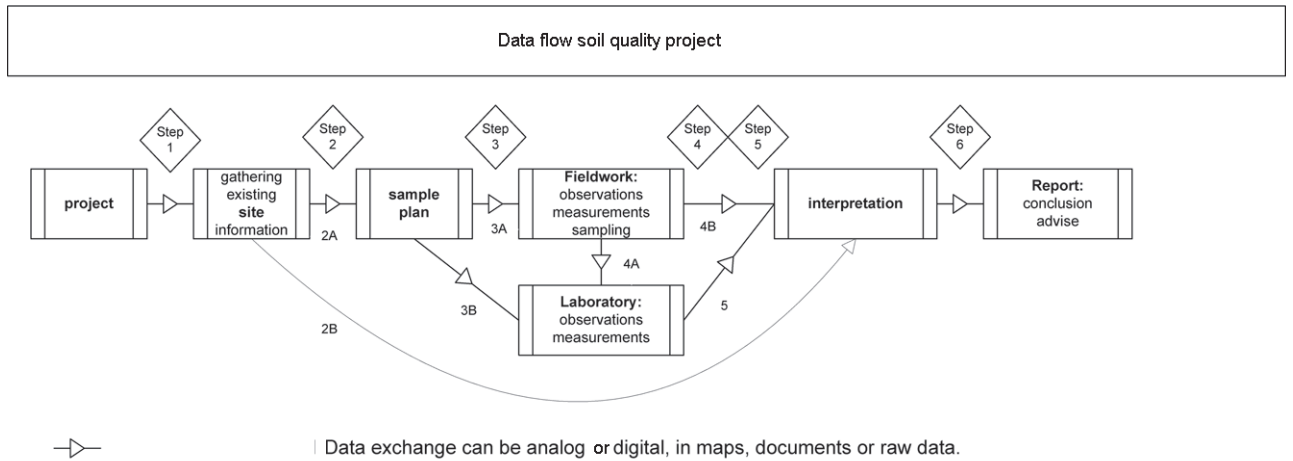 Data flow soil quality project
Step
1
Step
2
Step
3
Step
4
Step
5
Step
6
project
gathering
existing
site
information
2A
sample
plan
3A
Fieldwork:
observations
measurements
sampling
4B
interpretation
Report:
conclusion
advise
4A
3B
Laboratory:
observations
measurements
5
2B
Data exchange can be analog or digital, in maps, documents or raw data.